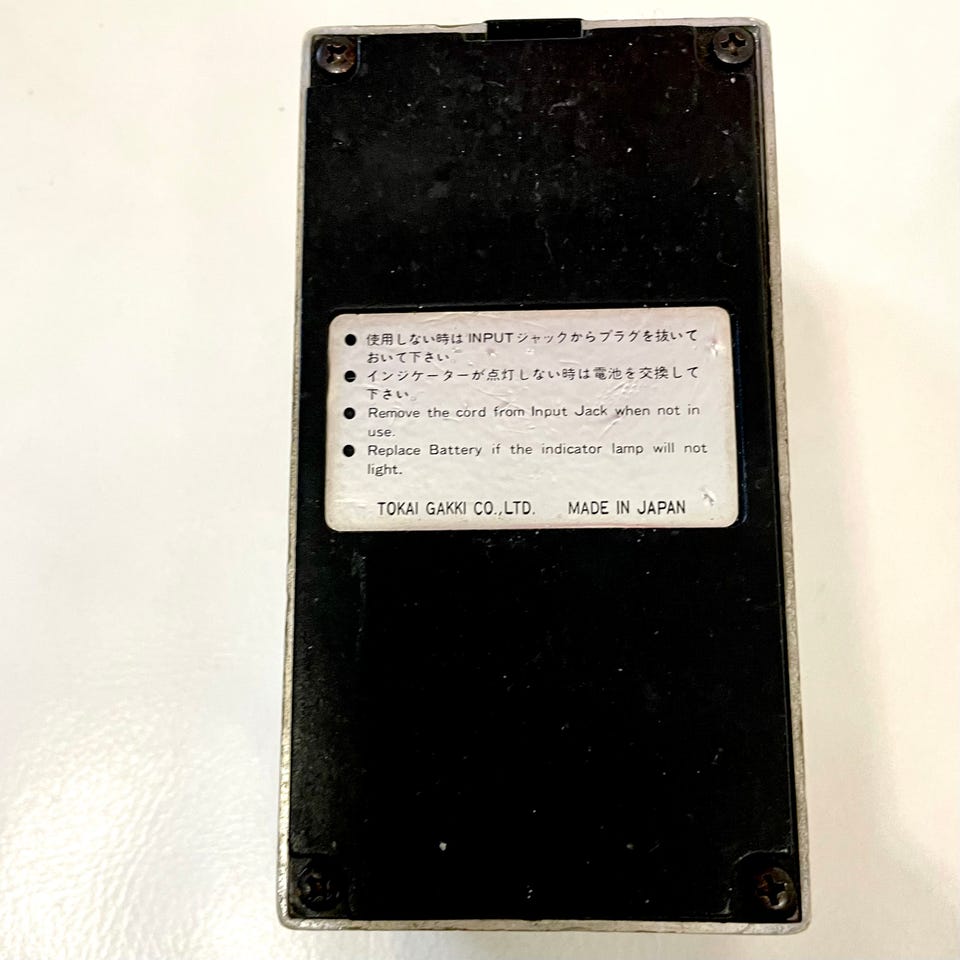 ● 使用しない時はINPUTジャックからプラグを抜いて
おいて下さい。
● インジケーターが点灯しない時は電池を交換して
下さい。
● Remove the cord from Input Jack when not in
use.
● Replace Battery if the indicator lamp will not
light.
TOKAI GAKKI CO.,LTD. MADE IN JAPAN